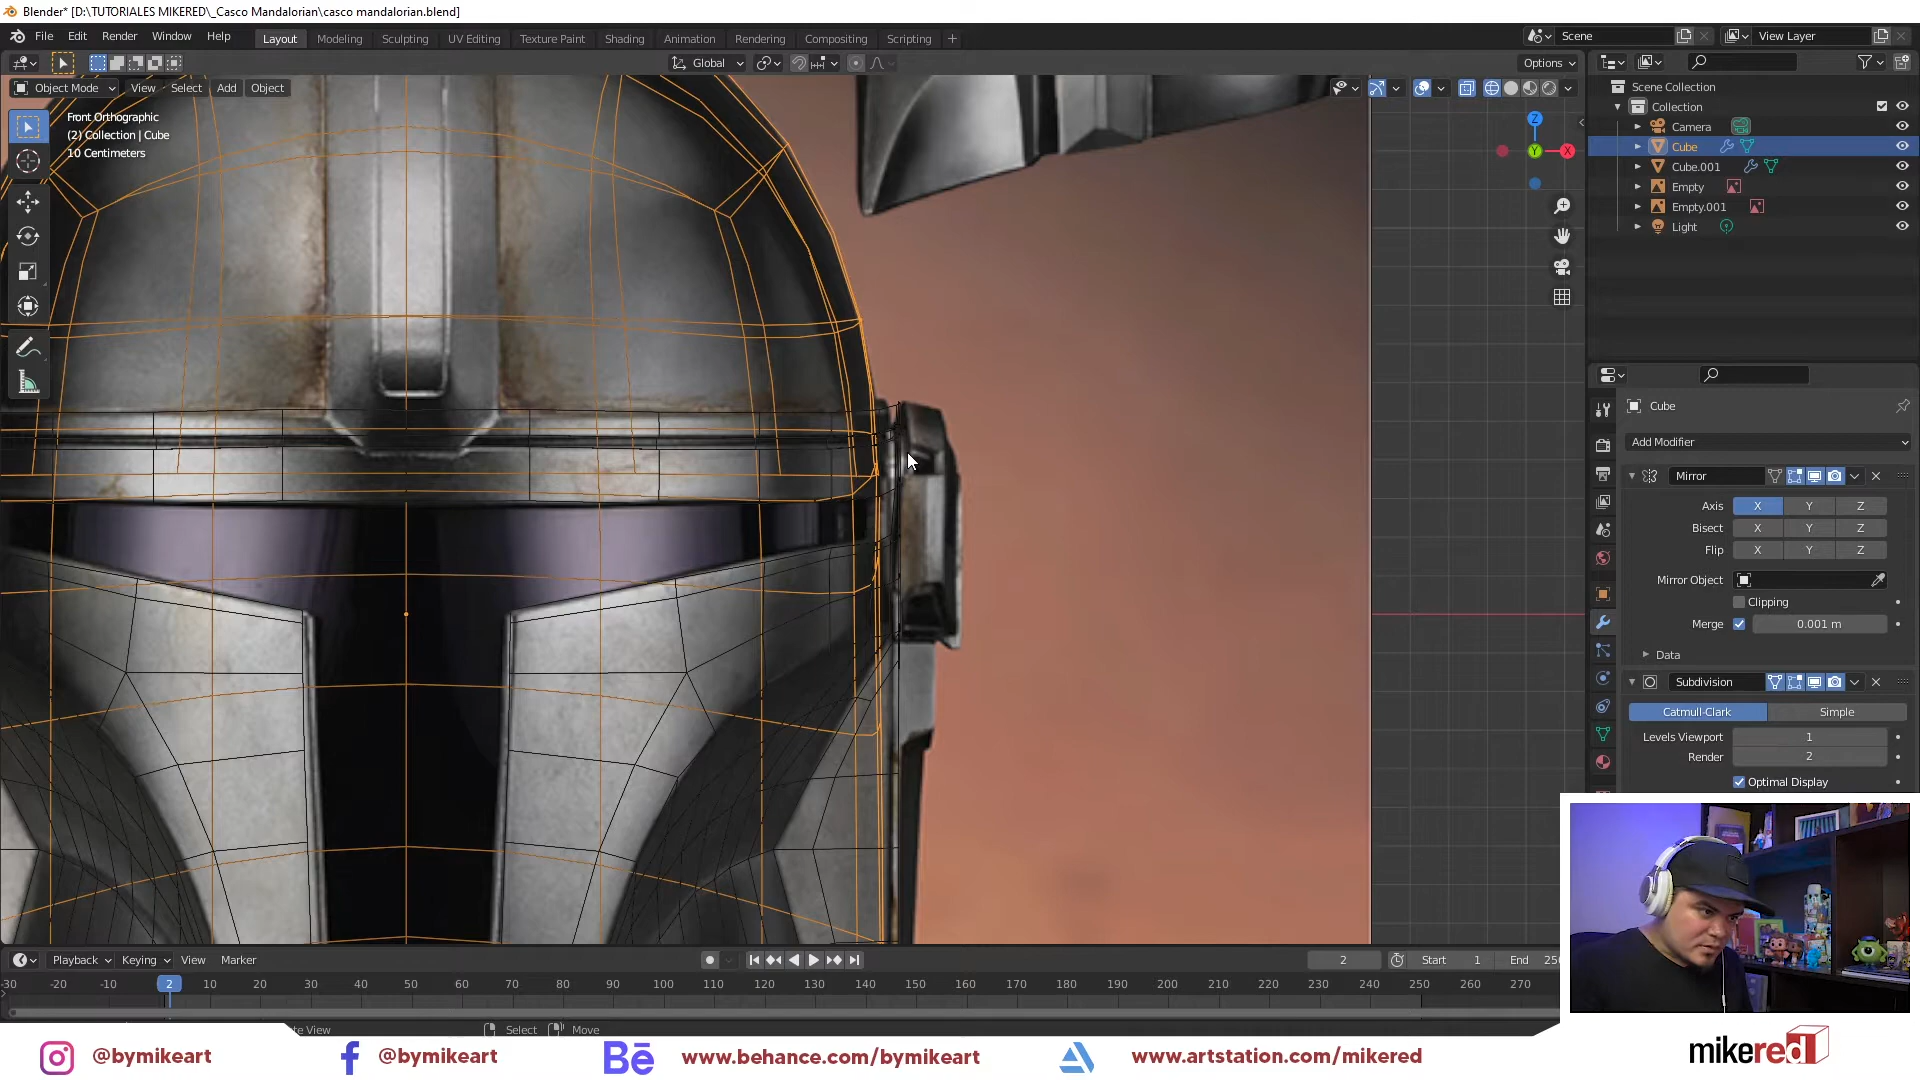 Blender* [D:\TUTORIALES MIKERED\_Casco Mandalorian\casco mandalorian.blend]
File Edit Render Window Help Layout Modeling Sculpting UV Editing Texture Paint Shading Animation Rendering Compositing Scripting + Scene View Layer
Global Options
Object Mode View Select Add Object
Front Orthographic
(2) Collection | Cube
10 Centimeters
Z
Y X
Scene Collection
Collection
Camera
Cube
Cube.001
Empty
Empty.001
Light
Cube
Add Modifier
Mirror
Axis X Y Z
Bisect X Y Z
Flip X Y Z
Mirror Object
Clipping
Merge 0.001 m
Data
Subdivision
Catmull-Clark Simple
Levels Viewport 1
Render 2
Optimal Display
Playback Keying View Marker 2 Start 1 End
-30 -20 -10 2 10 20 30 40 50 60 70 80 90 100 110 120 130 140 150 160 170 180 190 200 210 220 230 240 250 260 270
te View Select Move
@bymikeart @bymikeart Bē www.behance.com/bymikeart www.artstation.com/mikered mikered